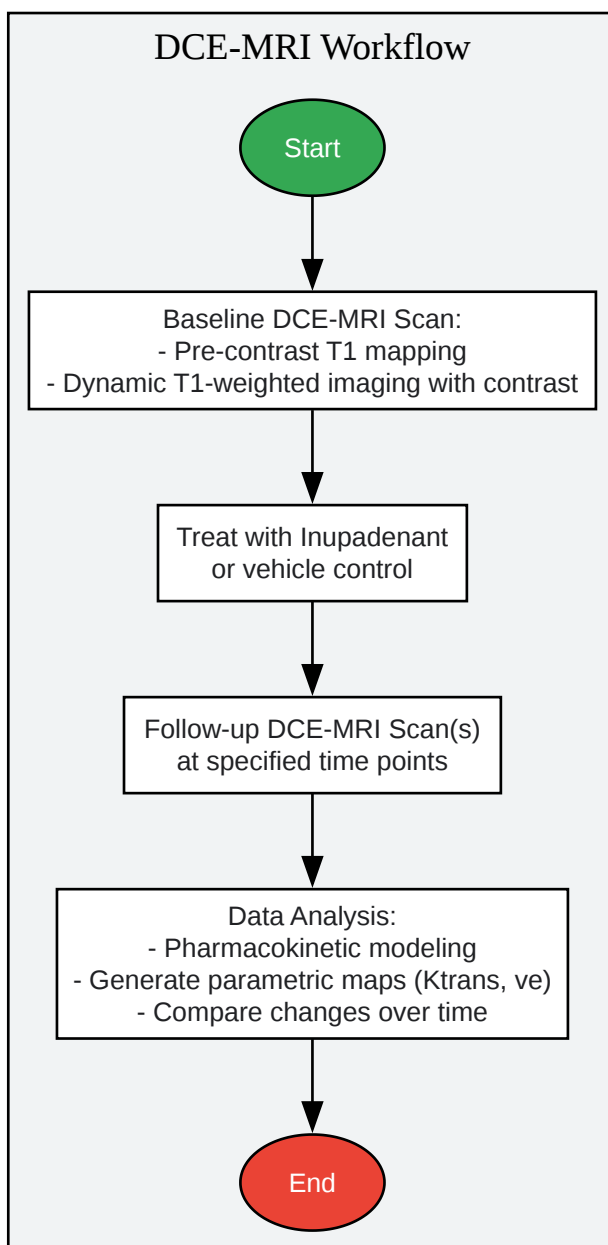 DCE-MRI Workflow
Start
Baseline DCE-MRI Scan:
- Pre-contrast T1 mapping
- Dynamic T1-weighted imaging with contrast
Treat with Inupadenant
or vehicle control
Follow-up DCE-MRI Scan(s)
at specified time points
Data Analysis:
- Pharmacokinetic modeling
- Generate parametric maps (Ktrans, ve)
- Compare changes over time
End